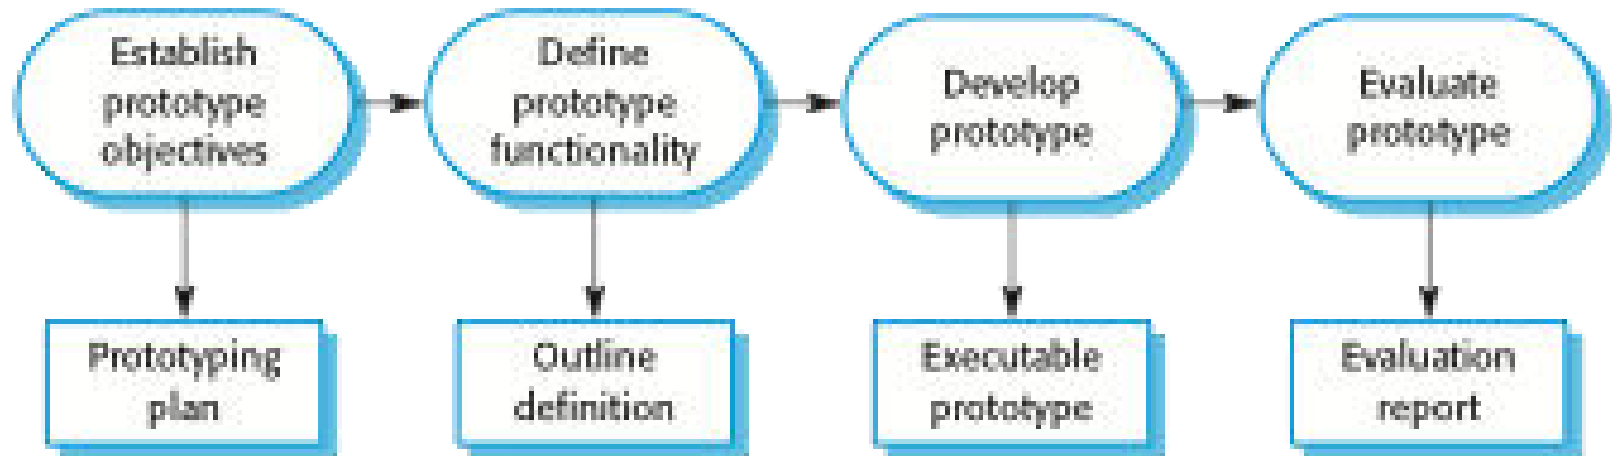 Establish
prototype
objectives
Define
prototype
functionality
Develop
prototype
Evaluate
prototype
Prototyping
plan
Outline
definition
Executable
prototype
Evaluation
report